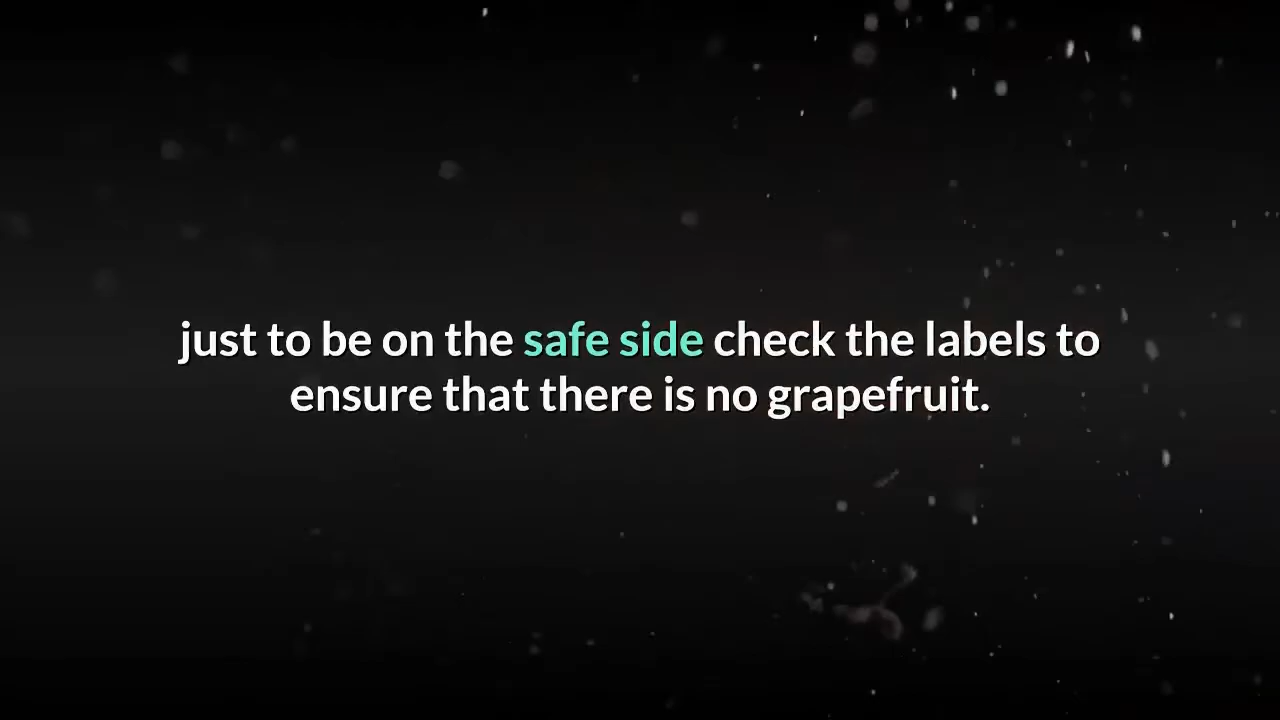 just to be on the safe side check the labels to
ensure that there is no grapefruit.